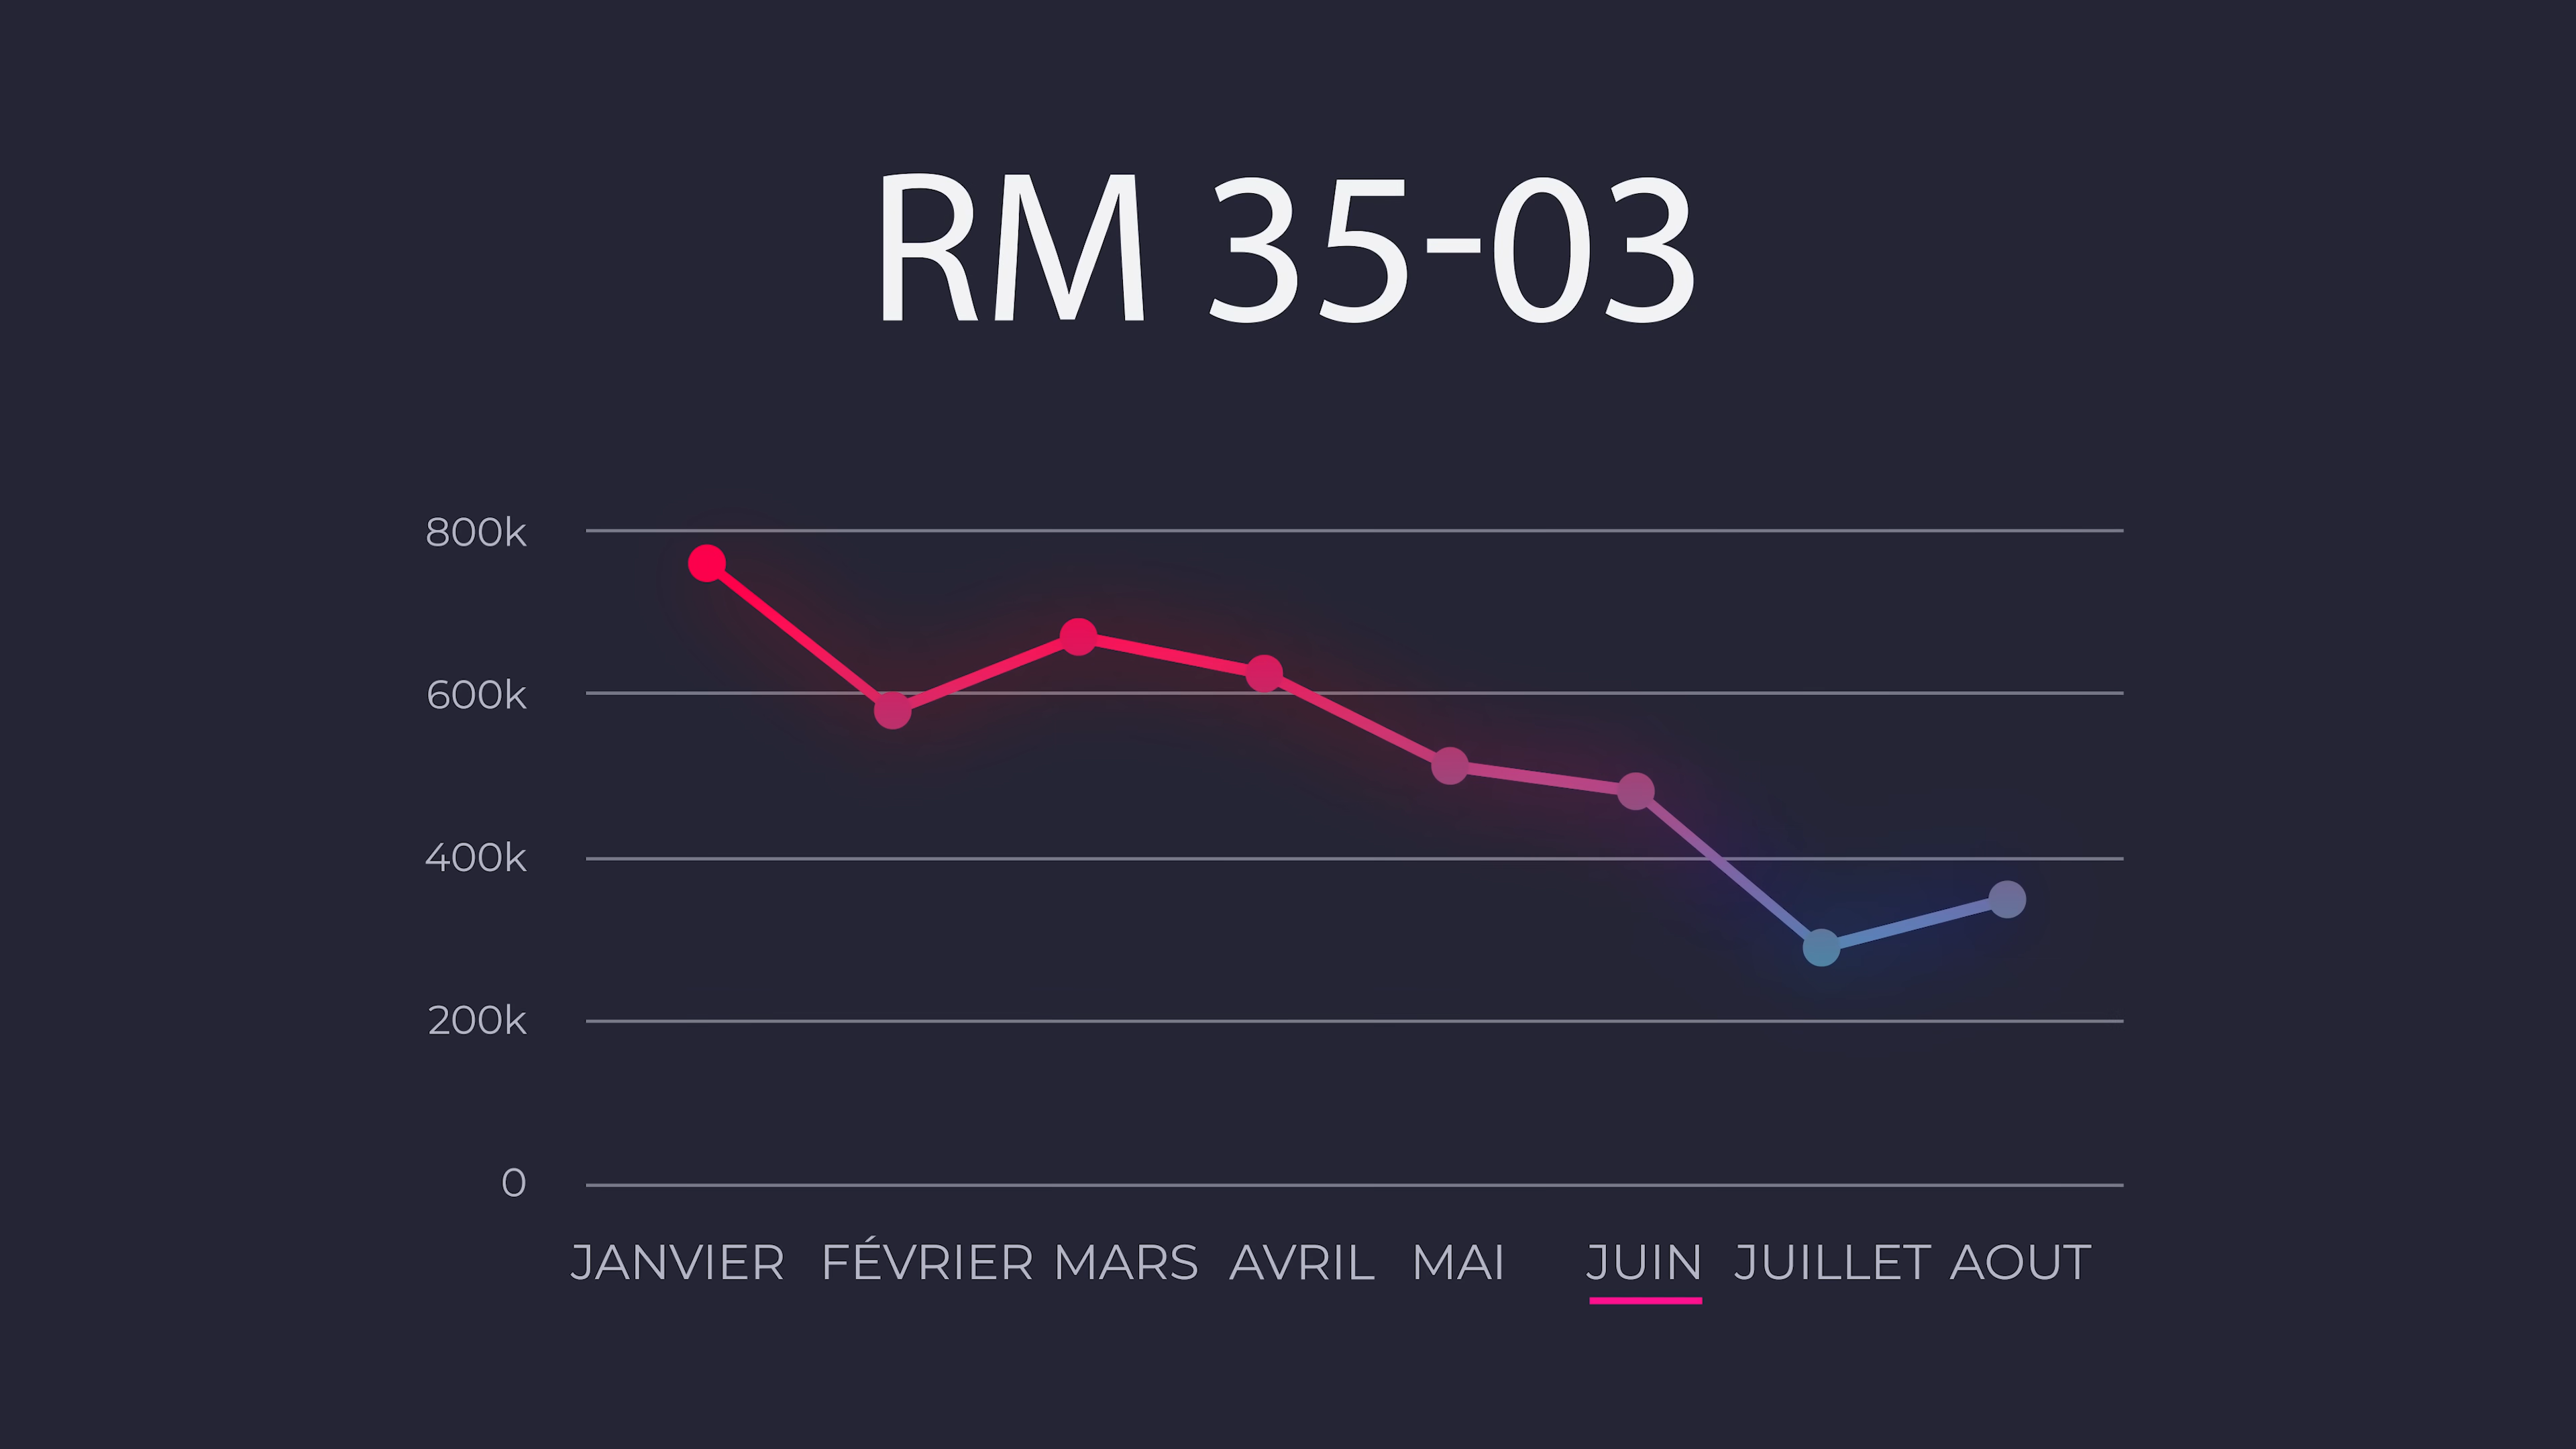 RM 35-03
800k
600k
400k
200k
0
JANVIER FÉVRIER MARS AVRIL MAI JUIN JUILLET AOUT